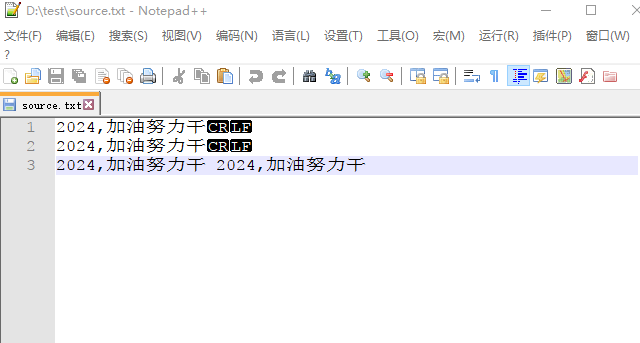 D:\test\source.txt - Notepad++
文件(F) 编辑(E) 搜索(S) 视图(V) 编码(N) 语言(L) 设置(T) 工具(O) 宏(M) 运行(R) 插件(P) 窗口(W)
?
source.txt
1 2024,加油努力干CRLF
2 2024,加油努力干CRLF
3 2024,加油努力干 2024,加油努力干